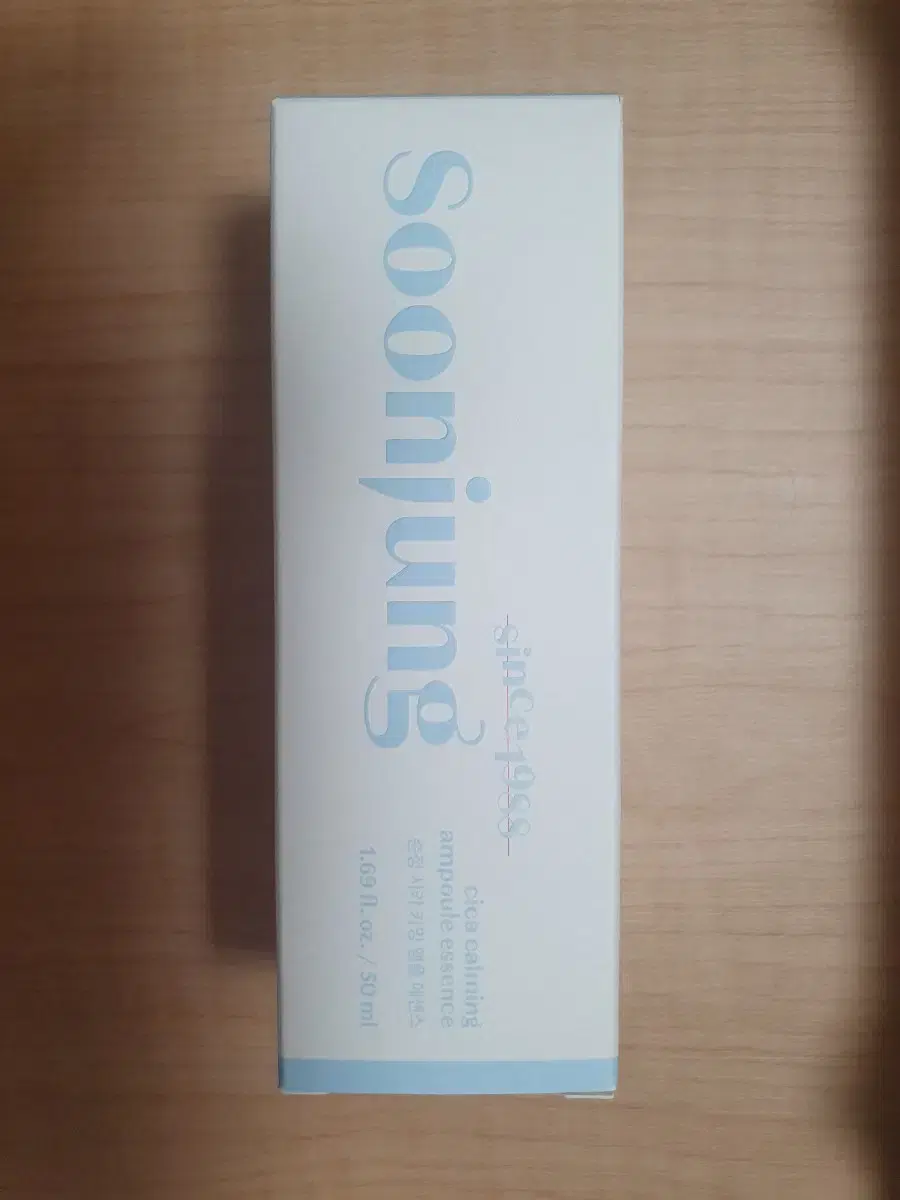 since 1985
soonjung
cica calming
ampoule essence
순정 시카 카밍 앰플 에센스
1.69 fl. oz. / 50 ml